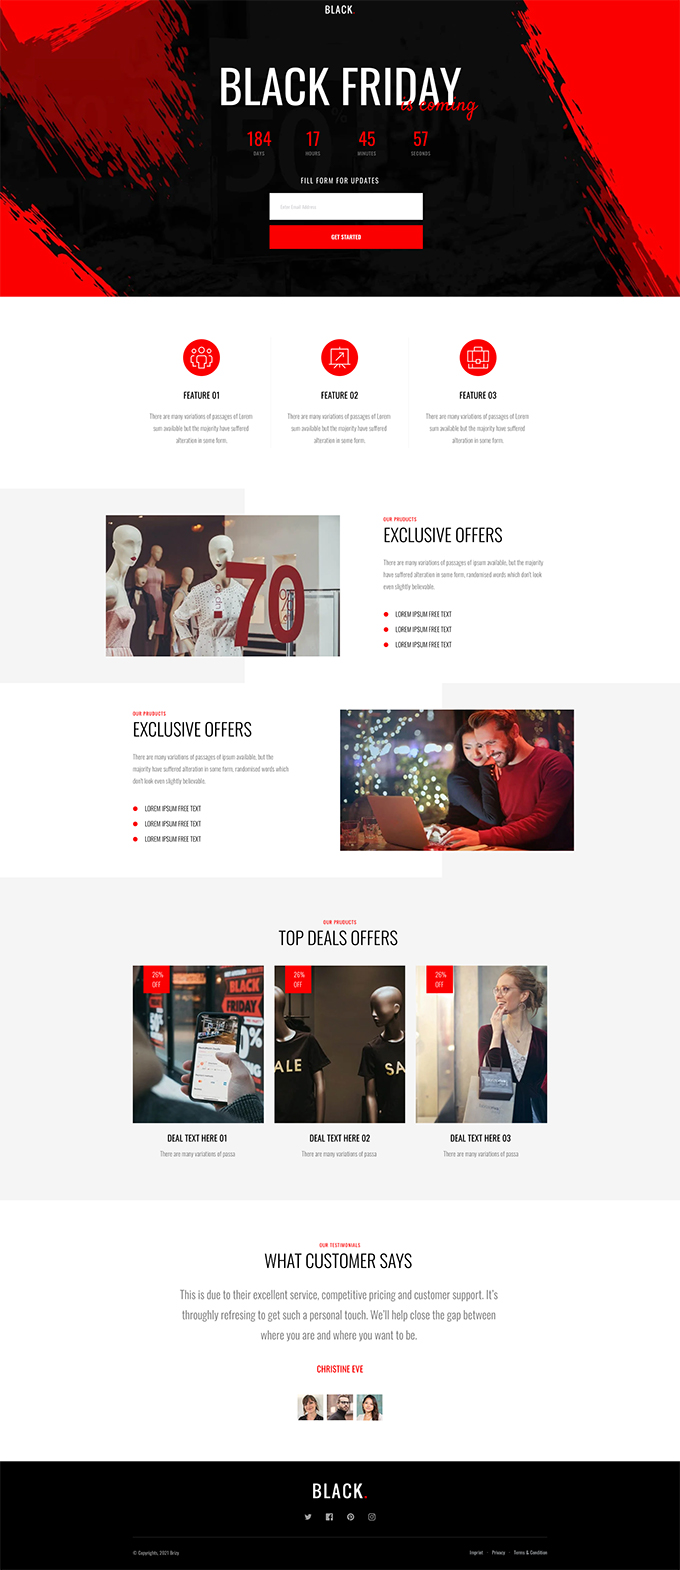 BLACK.
BLACK FRIDAY
is coming
184 17 45 57
DAYS HOURS MINUTES SECONDS
FILL FORM FOR UPDATES
Enter Email Address
GET STARTED
FEATURE 01
There are many variations of passages of Lorem
sum available but the majority have suffered
alteration in some form.
FEATURE 02
There are many variations of passages of Lorem
sum available but the majority have suffered
alteration in some form.
FEATURE 03
There are many variations of passages of Lorem
sum available but the majority have suffered
alteration in some form.
70
OUR PRODUCTS
EXCLUSIVE OFFERS
There are many variations of passages of ipsum available, but the majority
have suffered alteration in some form, randomised words which don't look
even slightly believable.
LOREM IPSUM FREE TEXT
LOREM IPSUM FREE TEXT
LOREM IPSUM FREE TEXT
OUR PRODUCTS
EXCLUSIVE OFFERS
There are many variations of passages of ipsum available, but the
majority have suffered alteration in some form, randomised words which
don't look even slightly believable.
LOREM IPSUM FREE TEXT
LOREM IPSUM FREE TEXT
LOREM IPSUM FREE TEXT
OUR PRODUCTS
TOP DEALS OFFERS
26%
OFF
BLACK
FRIDAY
26%
OFF
ALE
SA
26%
OFF
DEAL TEXT HERE 01
There are many variations of passa
DEAL TEXT HERE 02
There are many variations of passa
DEAL TEXT HERE 03
There are many variations of passa
OUR TESTIMONIALS
WHAT CUSTOMER SAYS
This is due to their excellent service, competitive pricing and customer support. It's
throughly refresing to get such a personal touch. We'll help close the gap between
where you are and where you want to be.
CHRISTINE EVE
BLACK.
© Copyrights, 2021 Brizy
Imprint - Privacy - Terms & Condition